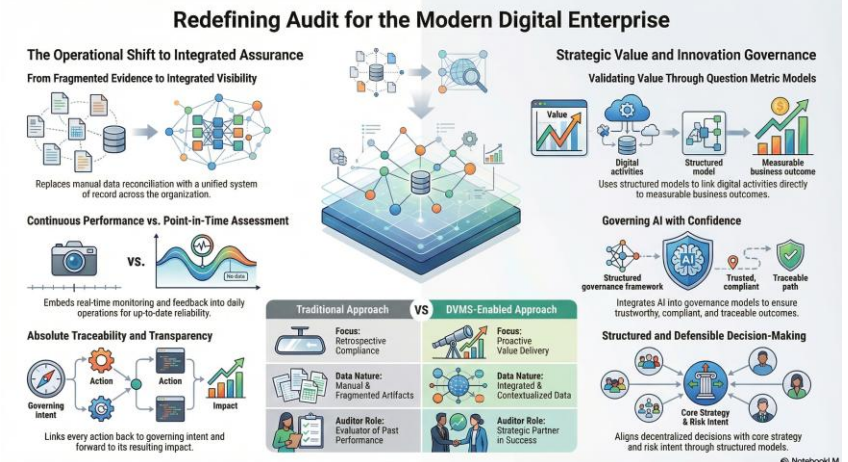 Redefining Audit for the Modern Digital Enterprise
The Operational Shift to Integrated Assurance
From Fragmented Evidence to Integrated Visibility
Replaces manual data reconciliation with a unified system
of record across the organization.
Continuous Performance vs. Point-in-Time Assessment
VS.
Embeds real-time monitoring and feedback into daily
operations for up-to-date reliability.
Absolute Traceability and Transparency
Governing
Intent
Action
Action
Impact
Links every action back to governing intent and
forward to its resulting impact.
Traditional Approach
VS
DVMS-Enabled Approach
Focus:
Retrospective
Compliance
Focus:
Proactive
Value Delivery
Data Nature:
Manual &
Fragmented Artifacts
Data Nature:
Integrated &
Contextualized Data
Auditor Role:
Evaluator of Past
Performance
Auditor Role:
Strategic Partner
in Success
Strategic Value and Innovation Governance
Validating Value Through Question Metric Models
Value
Digital
activities
Structured
model
Measurable
business outcome
Uses structured models to link digital activities directly
to measurable business outcomes.
Governing AI with Confidence
AI
Structured
governance framework
Trusted,
compliant
Traceable
path
Integrates AI into governance models to ensure
trustworthy, compliant, and traceable outcomes.
Structured and Defensible Decision-Making
Core Strategy
& Risk Intent
Aligns decentralized decisions with core strategy
and risk intent through structured models.
NotebookLM